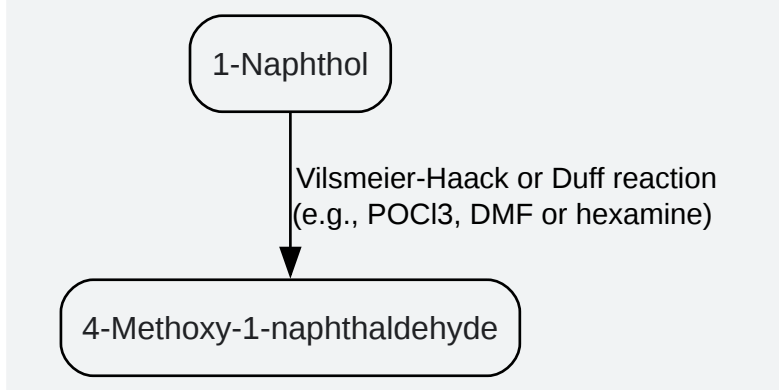 1-Naphthol
Vilsmeier-Haack or Duff reaction
(e.g., POCl3, DMF or hexamine)
4-Methoxy-1-naphthaldehyde